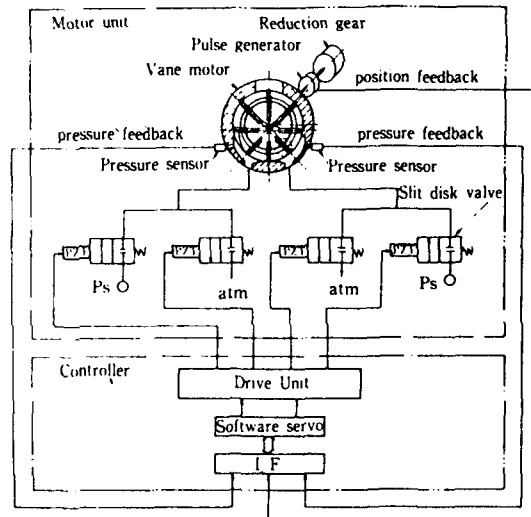 Motor unit
Reduction gear
Pulse generator
Vane motor
position feedback
pressure feedback
pressure feedback
Pressure sensor
Pressure sensor
Slit disk valve
Ps
atm
atm
Ps
Controller
Drive Unit
Software servo
I F